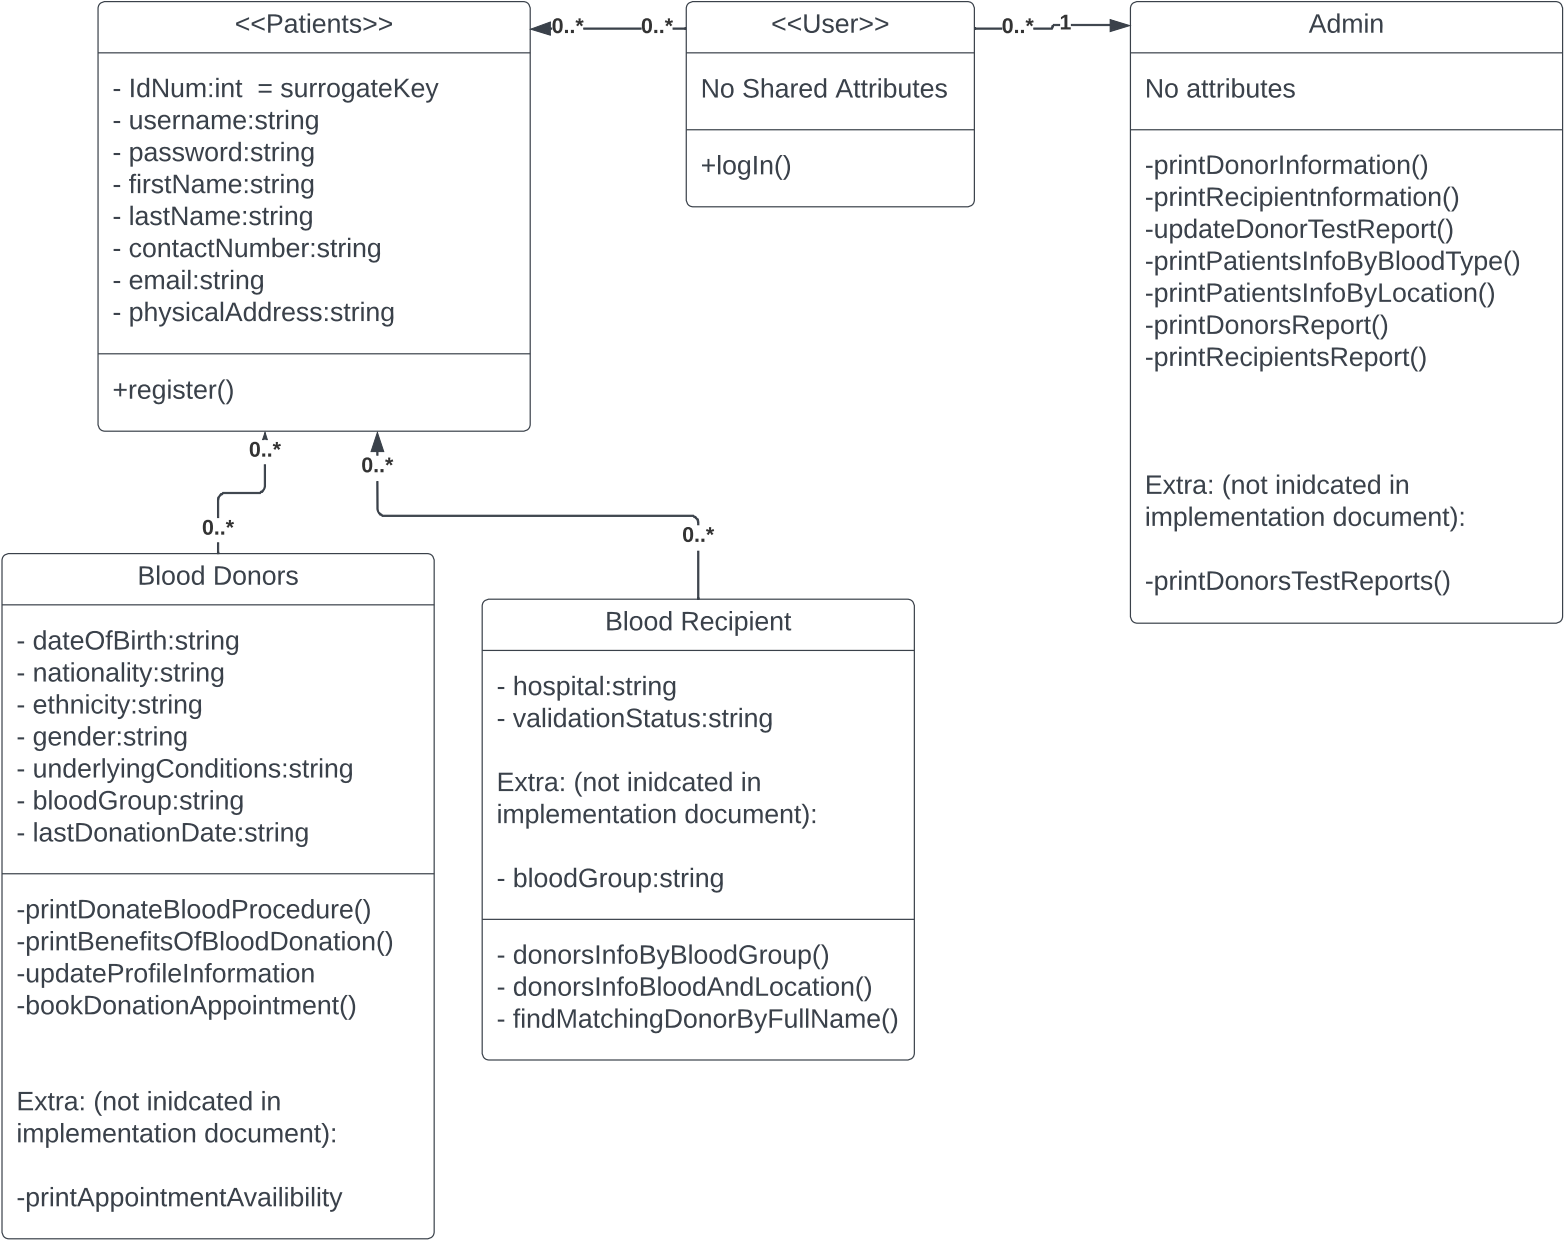 <<Patients>>
- IdNum:int  = surrogateKey
- username:string
- password:string
- firstName:string
- lastName:string
- contactNumber:string
- email:string
- physicalAddress:string
+register()
0..*
0..*
<<User>>
No Shared Attributes
+logIn()
0..*
1
Admin
No attributes
-printDonorInformation()
-printRecipientnformation()
-updateDonorTestReport()
-printPatientsInfoByBloodType()
-printPatientsInfoByLocation()
-printDonorsReport()
-printRecipientsReport()
Extra: (not inidcated in
implementation document):
-printDonorsTestReports()
0..*
0..*
0..*
0..*
Blood Donors
- dateOfBirth:string
- nationality:string
- ethnicity:string
- gender:string
- underlyingConditions:string
- bloodGroup:string
- lastDonationDate:string
-printDonateBloodProcedure()
-printBenefitsOfBloodDonation()
-updateProfileInformation
-bookDonationAppointment()
Extra: (not inidcated in
implementation document):
-printAppointmentAvailibility
Blood Recipient
- hospital:string
- validationStatus:string
Extra: (not inidcated in
implementation document):
- bloodGroup:string
- donorsInfoByBloodGroup()
- donorsInfoBloodAndLocation()
- findMatchingDonorByFullName()